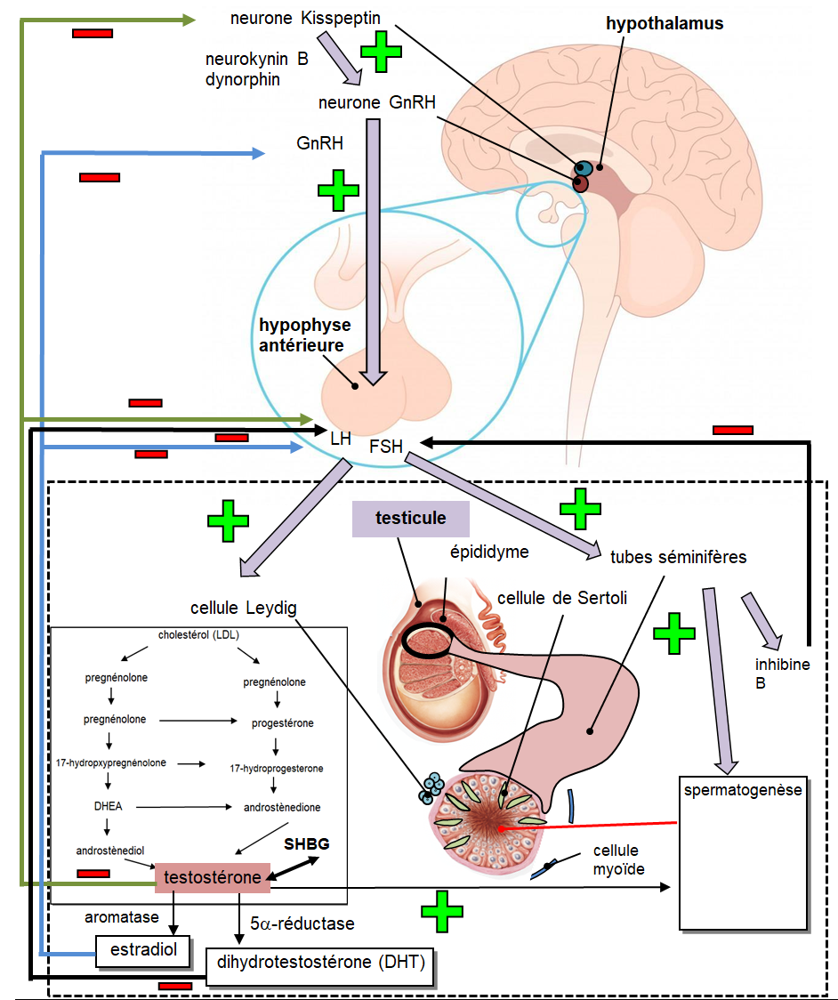 neurone Kisspeptin
hypothalamus
neurokynin B
dynorphin
neurone GnRH
GnRH
hypophyse
antérieure
LH
FSH
testicule
épididyme
tubes séminifères
cellule de Sertoli
cellule Leydig
cholestérol (LDL)
inhibine
B
pregnénolone
pregnénolone
pregnénolone
progestérone
17-hydropxypregnénolone
17-hydroprogesterone
spermatogenèse
DHEA
androstènedione
androstènediol
SHBG
cellule
myoïde
testostérone
aromatase
5α-réductase
estradiol
dihydrotestostérone (DHT)